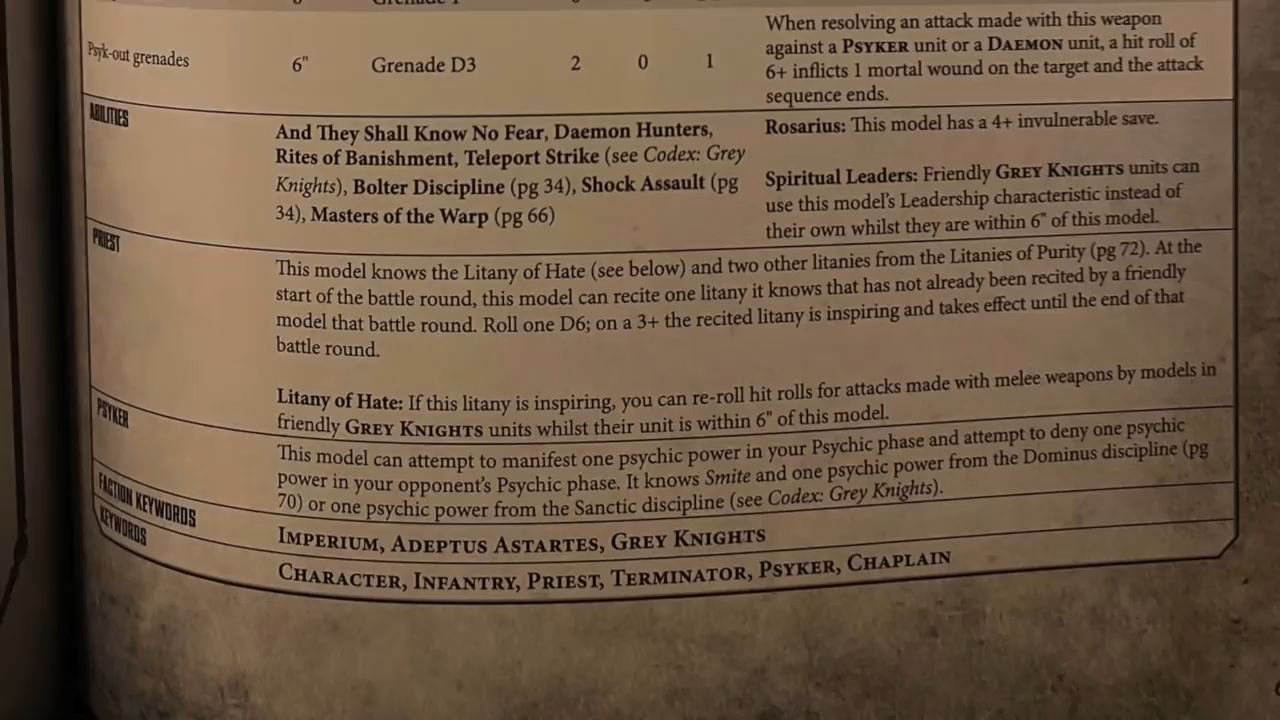 Psyk-out grenades 6" Grenade D3 2 0 1
When resolving an attack made with this weapon
against a PSYKER unit or a DAEMON unit, a hit roll of
6+ inflicts 1 mortal wound on the target and the attack
sequence ends.
ABILITIES
And They Shall Know No Fear, Daemon Hunters,
Rites of Banishment, Teleport Strike (see Codex: Grey
Knights), Bolter Discipline (pg 34), Shock Assault (pg
34), Masters of the Warp (pg 66)
Rosarius: This model has a 4+ invulnerable save.
Spiritual Leaders: Friendly GREY KNIGHTS units can
use this model's Leadership characteristic instead of
their own whilst they are within 6" of this model.
PRIEST
This model knows the Litany of Hate (see below) and two other litanies from the Litanies of Purity (pg 72). At the
start of the battle round, this model can recite one litany it knows that has not already been recited by a friendly
model that battle round. Roll one D6; on a 3+ the recited litany is inspiring and takes effect until the end of that
battle round.
Litany of Hate: If this litany is inspiring, you can re-roll hit rolls for attacks made with melee weapons by models in
friendly GREY KNIGHTS units whilst their unit is within 6" of this model.
PSYKER
This model can attempt to manifest one psychic power in your Psychic phase and attempt to deny one psychic
power in your opponent's Psychic phase. It knows Smite and one psychic power from the Dominus discipline (pg
70) or one psychic power from the Sanctic discipline (see Codex: Grey Knights).
FACTION KEYWORDS
IMPERIUM, ADEPTUS ASTARTES, GREY KNIGHTS
KEYWORDS
CHARACTER, INFANTRY, PRIEST, TERMINATOR, PSYKER, CHAPLAIN